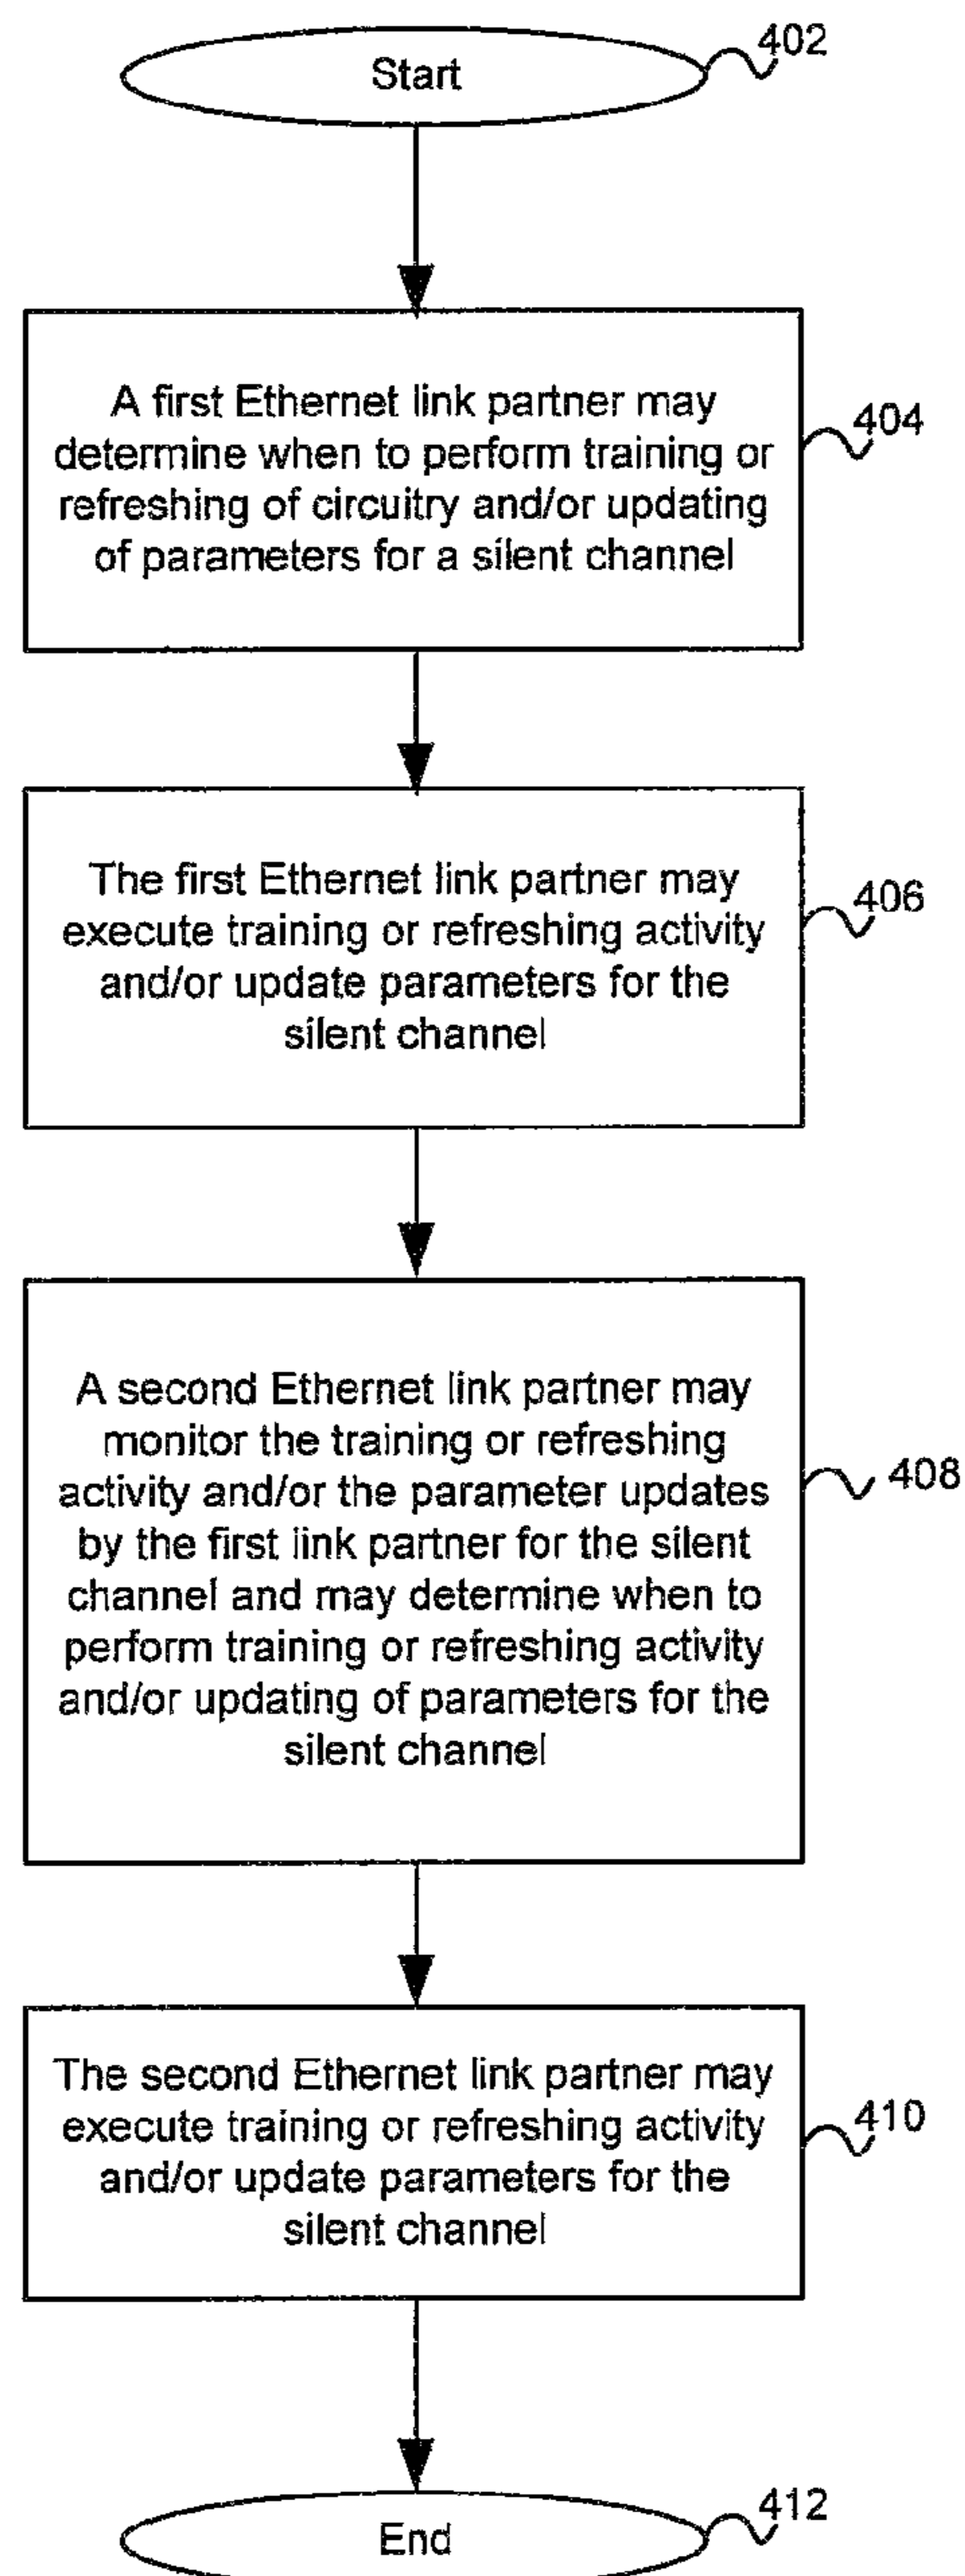 Start
402
A first Ethernet link partner may
determine when to perform training or
refreshing of circuitry and/or updating
of parameters for a silent channel
404
The first Ethernet link partner may
execute training or refreshing activity
and/or update parameters for the
silent channel
406
A second Ethernet link partner may
monitor the training or refreshing
activity and/or the parameter updates
by the first link partner for the silent
channel and may determine when to
perform training or refreshing activity
and/or updating of parameters for the
silent channel
408
The second Ethernet link partner may
execute training or refreshing activity
and/or update parameters for the
silent channel
410
End
412